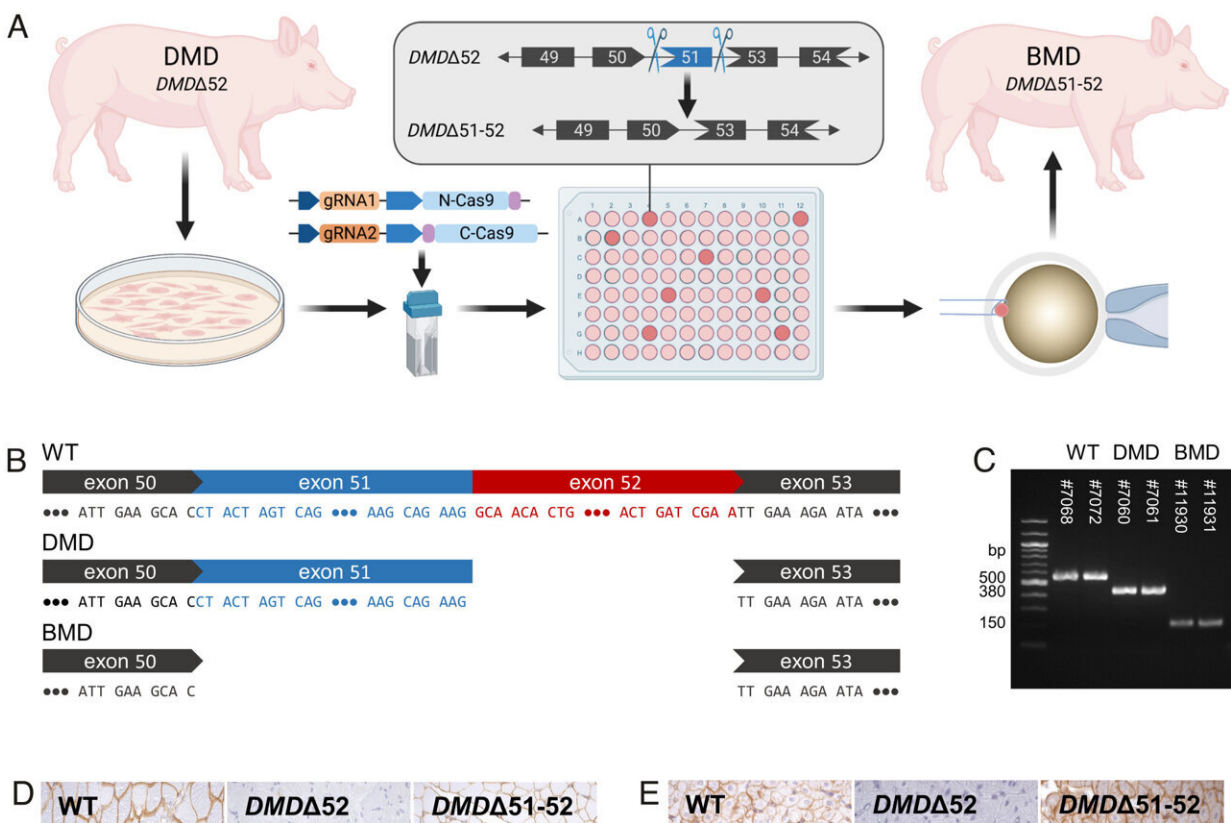 A
DMD
DMDΔ52
DMDΔ52
49
50
51
53
54
DMDΔ51-52
49
50
53
54
BMD
DMDΔ51-52
gRNA1
N-Cas9
gRNA2
C-Cas9
1 2 3 4 5 6 7 8 9 10 11 12
A
B
C
D
E
F
G
H
B
WT
exon 50
exon 51
exon 52
exon 53
••• ATT GAA GCA CCT ACT AGT CAG ••• AAG CAG AAG GCA ACA CTG ••• ACT GAT CGA ATT GAA AGA ATA •••
DMD
exon 50
exon 51
exon 53
••• ATT GAA GCA CCT ACT AGT CAG ••• AAG CAG AAG TT GAA AGA ATA •••
BMD
exon 50
exon 53
••• ATT GAA GCA C TT GAA AGA ATA •••
C
WT DMD BMD
#7068
#7072
#7060
#7061
#11930
#11931
bp
500
380
150
D
WT
DMDΔ52
DMDΔ51-52
E
WT
DMDΔ52
DMDΔ51-52